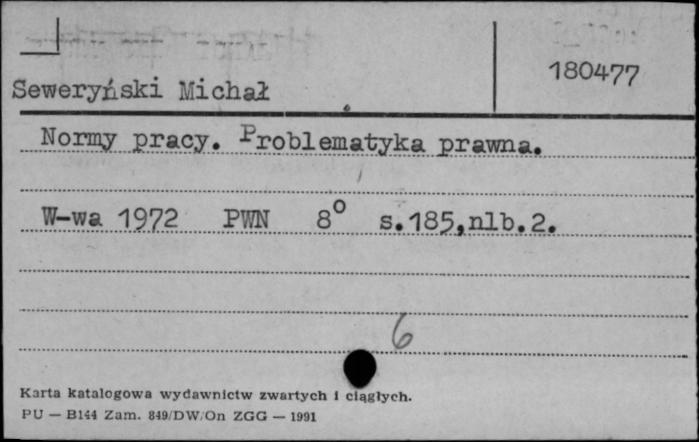 180477
Seweryński Michał
Normy pracy. Problematyka prawna.
W-wa 1972 PWN 8° s.185,nlb.2.
6
Karta katalogowa wydawnictw zwartych i ciągłych.
PU — B144 Zam. 849/DW/On ZGG — 1991